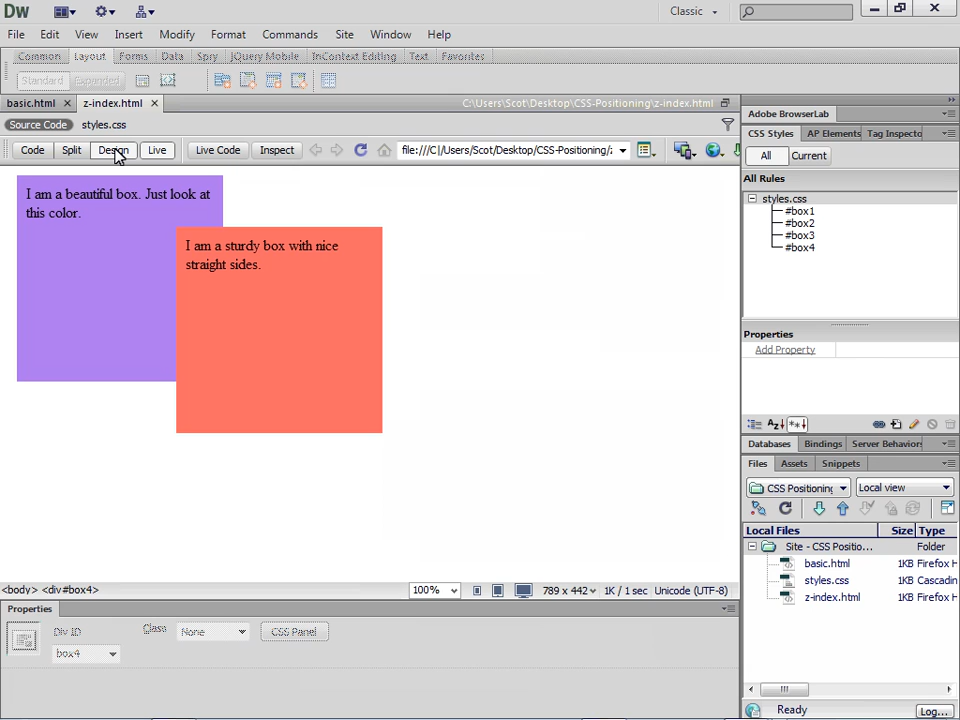 Dw
Classic
File Edit View Insert Modify Format Commands Site Window Help
Common Layout Forms Data Spry jQuery Mobile InContext Editing Text Favorites
Standard Expanded
basic.html z-index.html C:\Users\Scot\Desktop\CSS-Positioning\z-index.html
Source Code styles.css
Code Split Design Live Live Code Inspect file:///C|/Users/Scot/Desktop/CSS-Positioning/z
I am a beautiful box. Just look at
this color.
I am a sturdy box with nice
straight sides.
<body> <div#box4> 100% 789 x 442 1K / 1 sec Unicode (UTF-8)
Properties
Div ID Class None CSS Panel
box4
Adobe BrowserLab
CSS Styles AP Elements Tag Inspecto
All Current
All Rules
styles.css
#box1
#box2
#box3
#box4
Properties
Add Property
Databases Bindings Server Behaviors
Files Assets Snippets
CSS Positioning Local view
Local Files Size Type
Site - CSS Positio... Folder
basic.html 1KB Firefox H
styles.css 1KB Cascadin
z-index.html 1KB Firefox H
Ready Log...